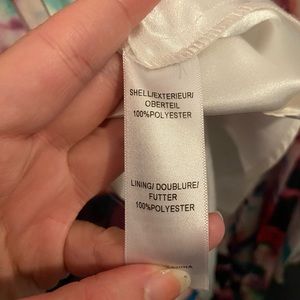 SHELL/EXTERIEUR/
OBERTEIL
100%POLYESTER
LINING/ DOUBLURE/
FUTTER
100%POLYESTER